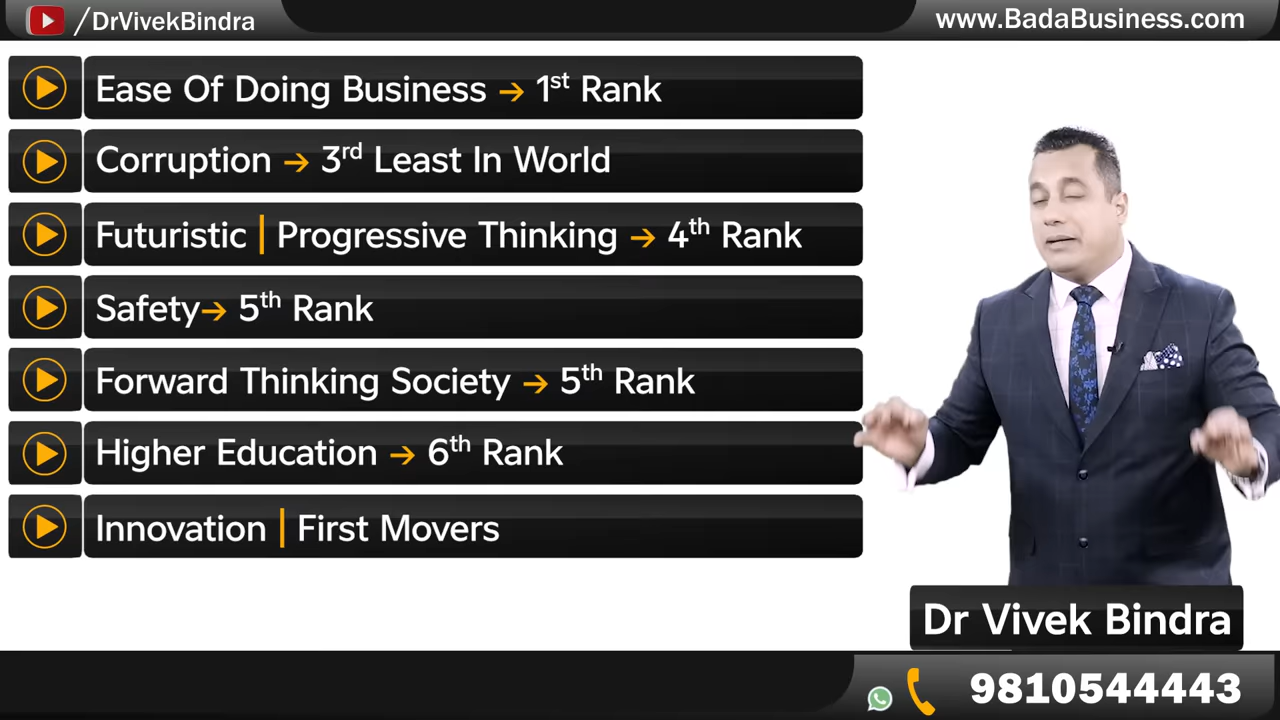 /DrVivekBindra
www.BadaBusiness.com
Ease Of Doing Business → 1st Rank
Corruption → 3rd Least In World
Futuristic | Progressive Thinking → 4th Rank
Safety→ 5th Rank
Forward Thinking Society → 5th Rank
Higher Education → 6th Rank
Innovation | First Movers
Dr Vivek Bindra
9810544443